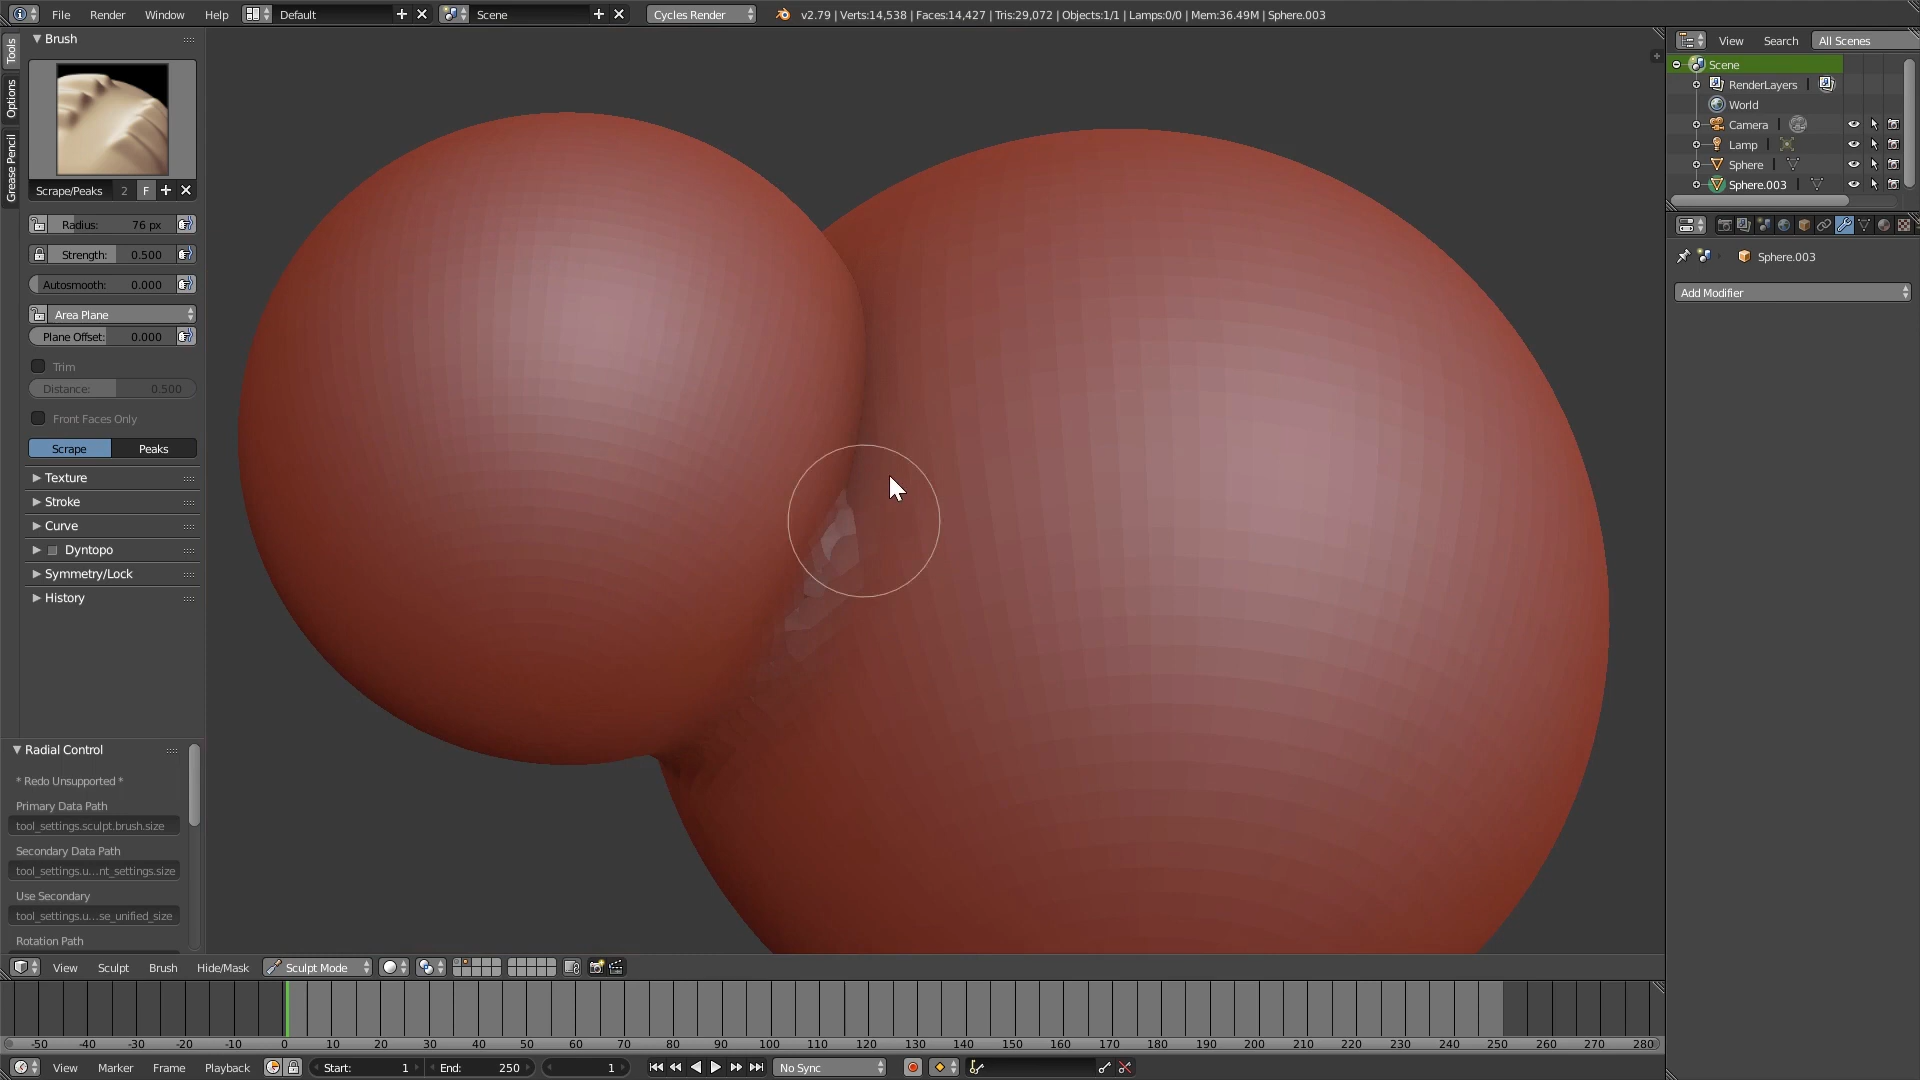 File Render Window Help Default Scene Cycles Render v2.79 | Verts:14,538 | Faces:14,427 | Tris:29,072 | Objects:1/1 | Lamps:0/0 | Mem:36.49M | Sphere.003
Tools
Options
Grease Pencil
Brush
Scrape/Peaks 2 F
Radius: 76 px
Strength: 0.500
Autosmooth: 0.000
Area Plane
Plane Offset: 0.000
Trim
Distance: 0.500
Front Faces Only
Scrape Peaks
Texture
Stroke
Curve
Dyntopo
Symmetry/Lock
History
Radial Control
* Redo Unsupported *
Primary Data Path
tool_settings.sculpt.brush.size
Secondary Data Path
tool_settings.u...nt_settings.size
Use Secondary
tool_settings.u...se_unified_size
Rotation Path
View Search All Scenes
Scene
RenderLayers
World
Camera
Lamp
Sphere
Sphere.003
Sphere.003
Add Modifier
View Sculpt Brush Hide/Mask Sculpt Mode
-50 -40 -30 -20 -10 0 10 20 30 40 50 60 70 80 90 100 110 120 130 140 150 160 170 180 190 200 210 220 230 240 250 260 270 280
View Marker Frame Playback Start: 1 End: 250 1 No Sync